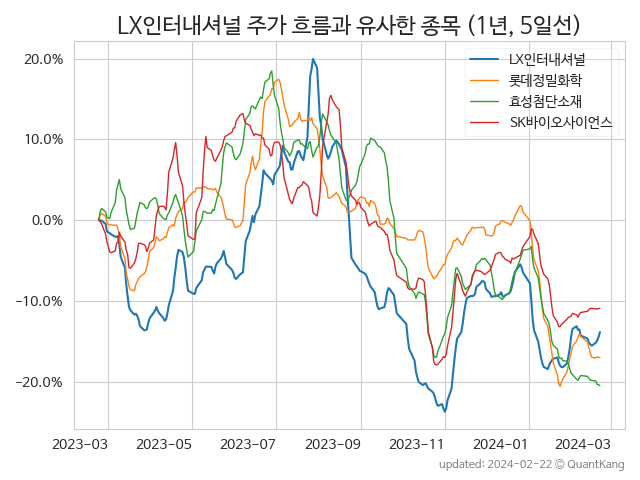 LX인터내셔널 주가 흐름과 유사한 종목 (1년, 5일선)
LX인터내셔널
롯데정밀화학
효성첨단소재
SK바이오사이언스
20.0%
10.0%
0.0%
−10.0%
−20.0%
2023-03 2023-05 2023-07 2023-09 2023-11 2024-01 2024-03
updated: 2024-02-22 © QuantKang